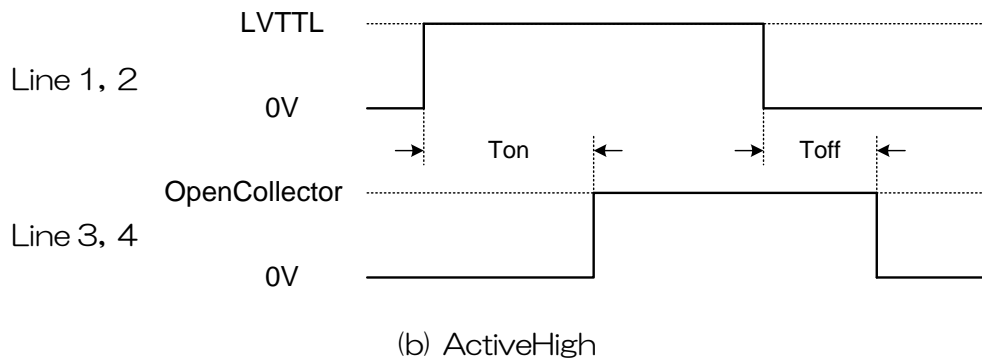 LVTTL
Line 1, 2
0V
Ton
Toff
OpenCollector
Line 3, 4
0V
(b) ActiveHigh